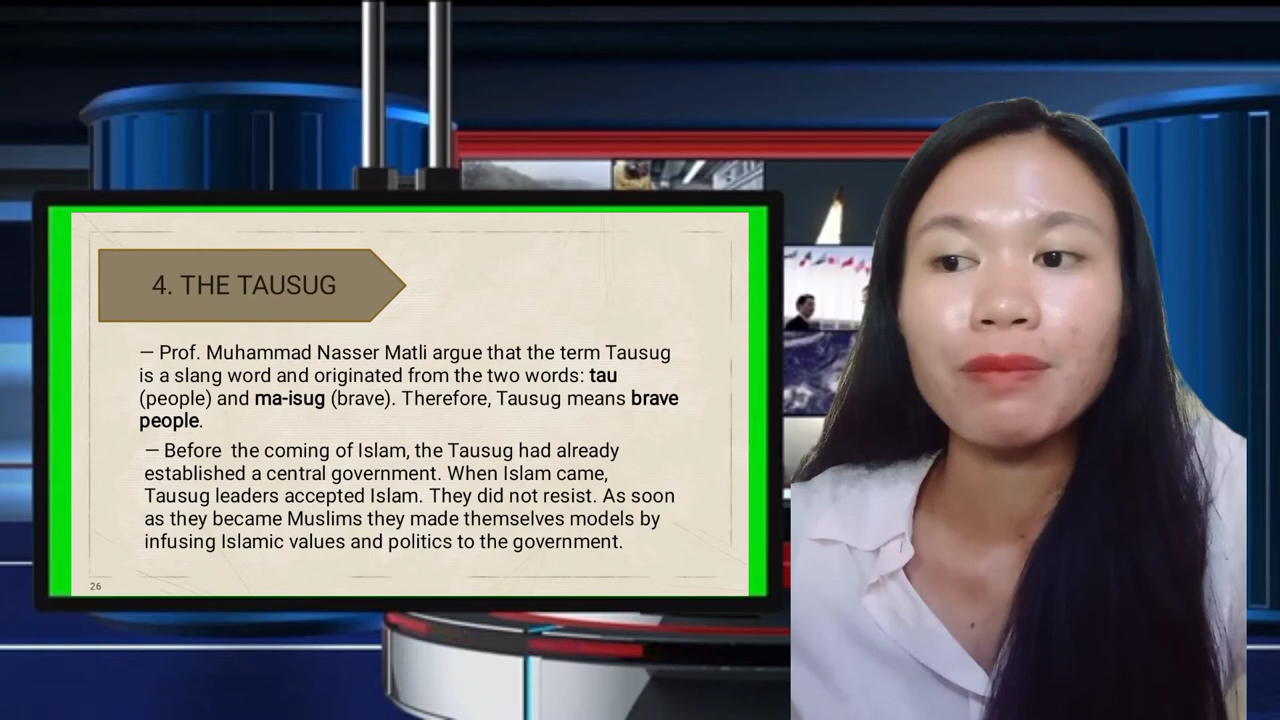 4. THE TAUSUG
– Prof. Muhammad Nasser Matli argue that the term Tausug
is a slang word and originated from the two words: tau
(people) and ma-isug (brave). Therefore, Tausug means brave
people.
– Before the coming of Islam, the Tausug had already
established a central government. When Islam came,
Tausug leaders accepted Islam. They did not resist. As soon
as they became Muslims they made themselves models by
infusing Islamic values and politics to the government.
26